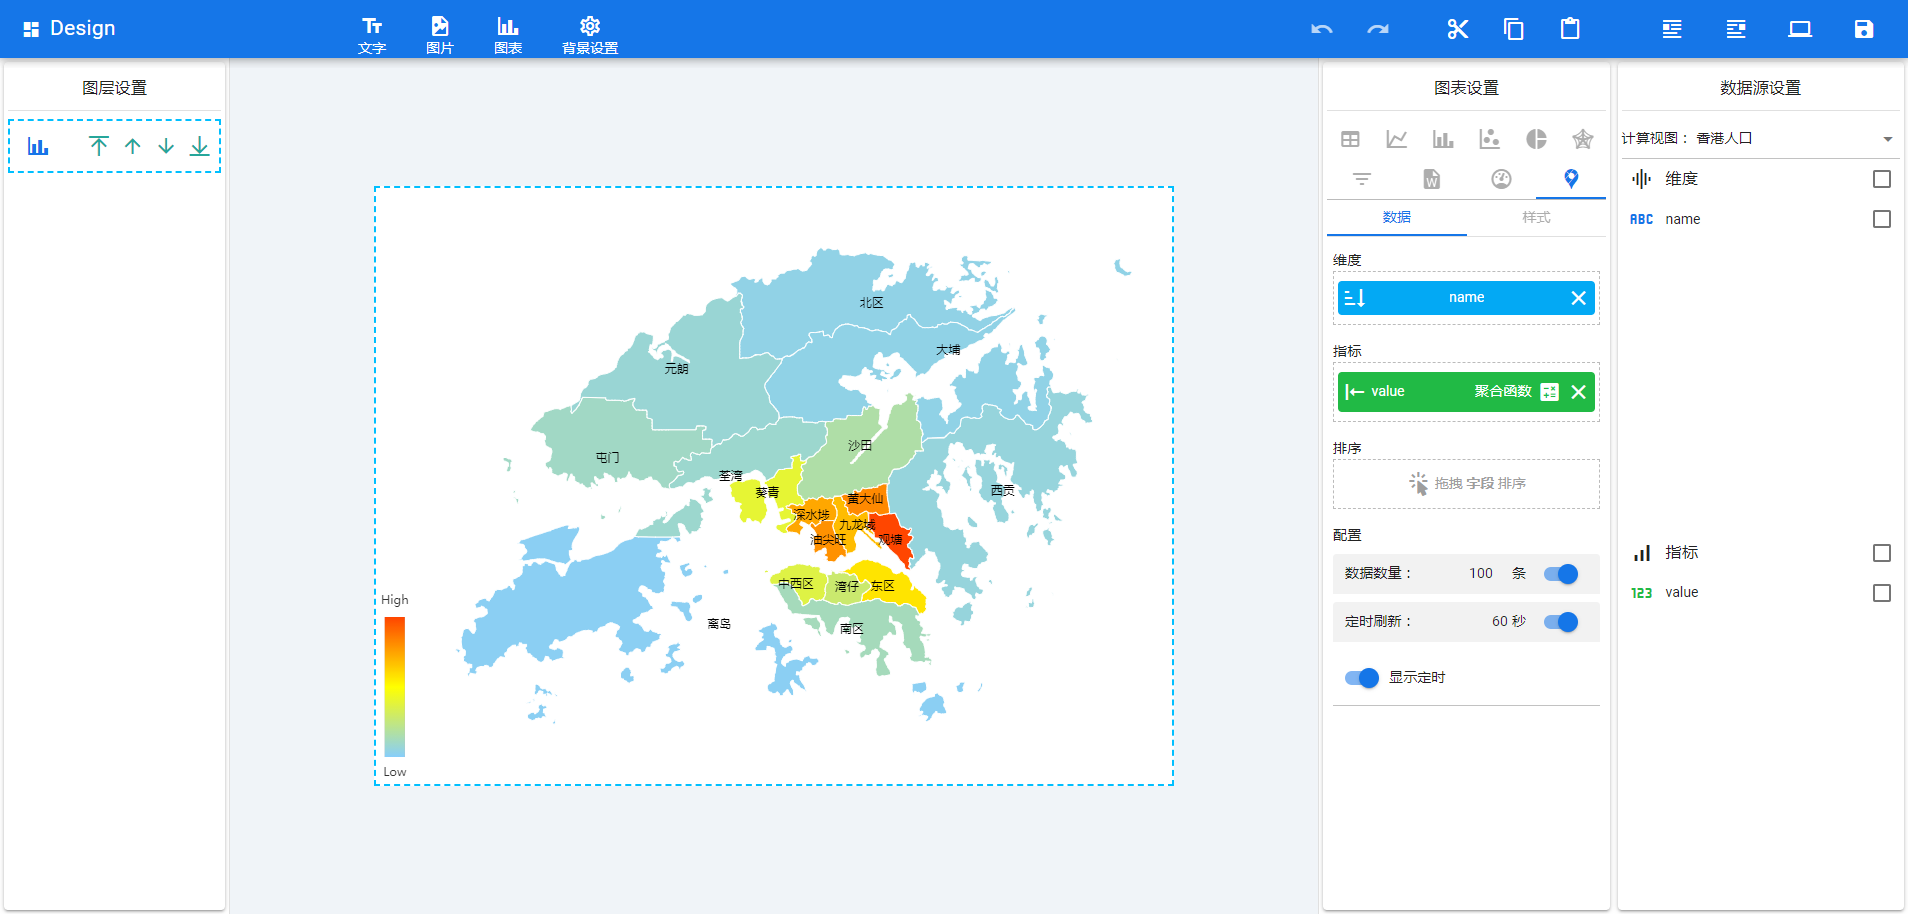 Design
文字
图片
图表
背景设置
图层设置
北区
大埔
元朗
沙田
屯门
荃湾
葵青
西贡
黄大仙
深水埗
九龙城
油尖旺
观塘
中西区
湾仔
东区
离岛
南区
High
Low
图表设置
数据
样式
维度
name
指标
value 聚合函数
排序
拖拽 字段 排序
配置
数据数量： 100 条
定时刷新： 60 秒
显示定时
数据源设置
计算视图： 香港人口
维度
ABC name
指标
123 value